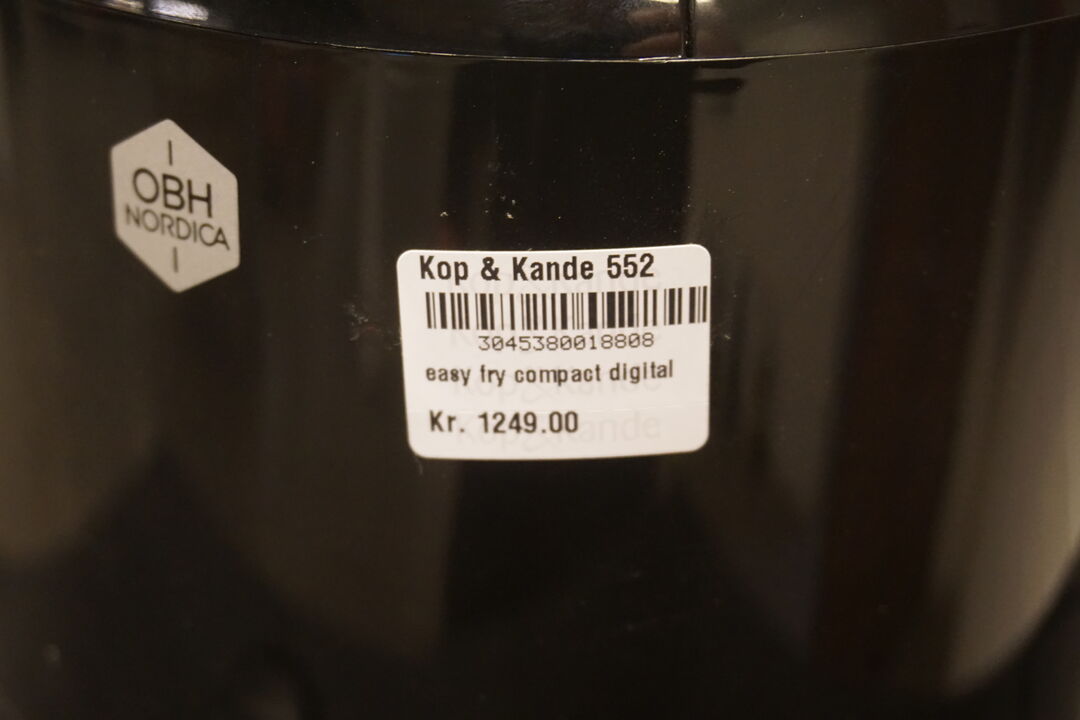 OBH
NORDICA
Kop & Kande 552
3045380018808
easy fry compact digital
Kr. 1249.00